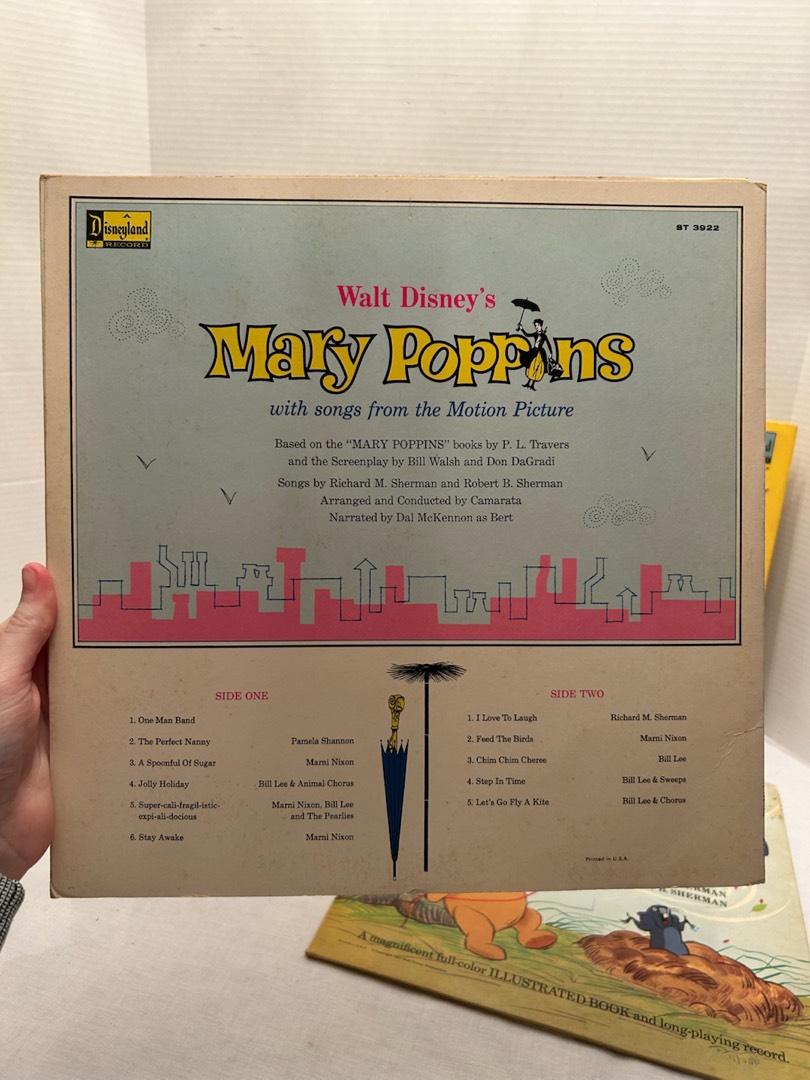 Disneyland
RECORD
ST 3922
Walt Disney's
Mary Poppins
with songs from the Motion Picture
Based on the "MARY POPPINS" books by P. L. Travers
and the Screenplay by Bill Walsh and Don DaGradi
Songs by Richard M. Sherman and Robert B. Sherman
Arranged and Conducted by Camarata
Narrated by Dal McKennon as Bert
SIDE ONE
1. One Man Band
2. The Perfect Nanny Pamela Shannon
3. A Spoonful Of Sugar Marni Nixon
4. Jolly Holiday Bill Lee & Animal Chorus
5. Super-cali-fragil-istic- Marni Nixon, Bill Lee
expi-ali-docious and The Pearlies
6. Stay Awake Marni Nixon
SIDE TWO
1. I Love To Laugh Richard M. Sherman
2. Feed The Birds Marni Nixon
3. Chim Chim Cheree Bill Lee
4. Step In Time Bill Lee & Sweeps
5. Let's Go Fly A Kite Bill Lee & Chorus
Printed in U.S.A.
B. SHERMAN
A magnificent full-color ILLUSTRATED BOOK and long-playing record.